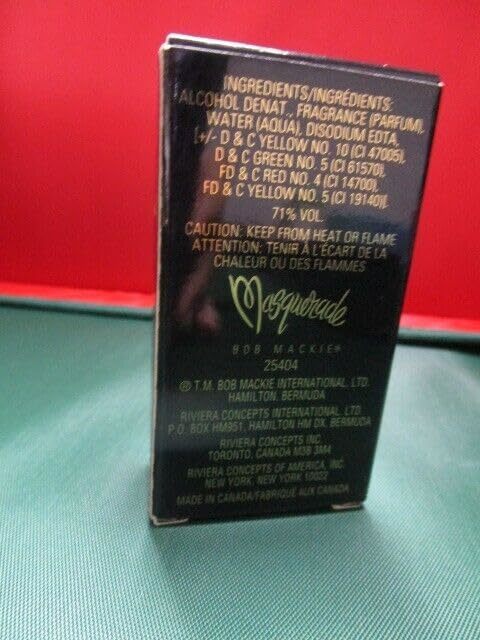 INGREDIENTS/INGRÉDIENTS:
ALCOHOL DENAT., FRAGRANCE (PARFUM),
WATER (AQUA), DISODIUM EDTA,
[+/- D & C YELLOW NO. 10 (CI 47005),
D & C GREEN NO. 5 (CI 61570),
FD & C RED NO. 4 (CI 14700),
FD & C YELLOW NO. 5 (CI 19140)].
71% VOL.
CAUTION: KEEP FROM HEAT OR FLAME
ATTENTION: TENIR À L'ÉCART DE LA
CHALEUR OU DES FLAMMES
Masquerade
BOB MACKIE®
25404
®T.M. BOB MACKIE INTERNATIONAL, LTD.
HAMILTON, BERMUDA
RIVIERA CONCEPTS INTERNATIONAL, LTD.
P.O. BOX HM951, HAMILTON HM DX, BERMUDA
RIVIERA CONCEPTS INC.
TORONTO, CANADA M3B 3M4
RIVIERA CONCEPTS OF AMERICA, INC.
NEW YORK, NEW YORK 10022
MADE IN CANADA/FABRIQUÉ AUX CANADA